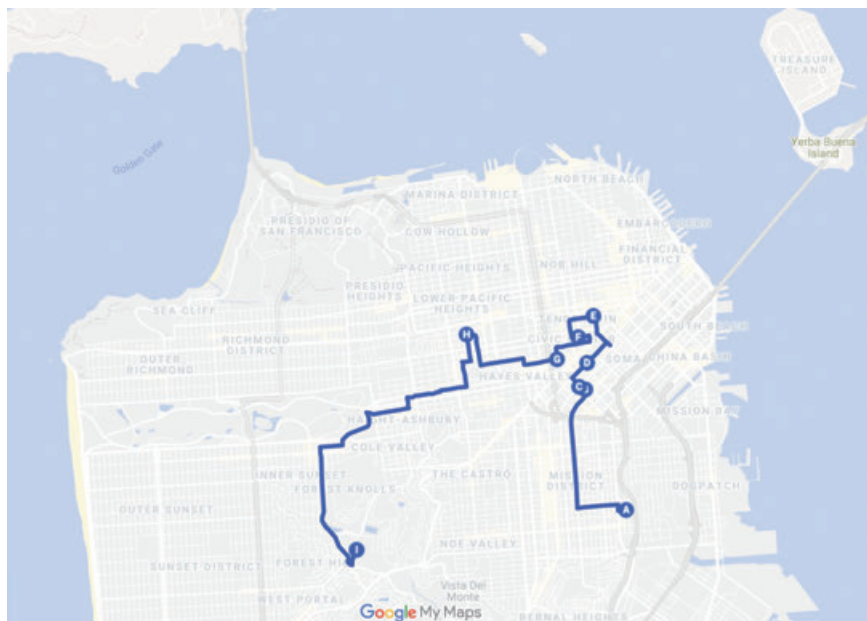 TREASURE
ISLAND
Yerba Buena
Island
Golden Gate
NORTH BEACH
MARINA DISTRICT
PRESIDIO OF
SAN FRANCISCO
COW HOLLOW
EMBARCADERO
FINANCIAL
DISTRICT
PACIFIC HEIGHTS
NOB HILL
PRESIDIO
HEIGHTS
LOWER PACIFIC
HEIGHTS
SEA CLIFF
E
SOUTH BEACH
RICHMOND
DISTRICT
H
CIVIC
F
OUTER
RICHMOND
G
D
SOMA
CHINA BASIN
HAYES VALLEY
C
MISSION BAY
HAIGHT-ASHBURY
COLE VALLEY
INNER SUNSET
THE CASTRO
MISSION
DISTRICT
DOGPATCH
FOREST KNOLLS
OUTER SUNSET
A
NOE VALLEY
I
SUNSET DISTRICT
FOREST HILL
Vista Del
Monte
WEST PORTAL
BERNAL HEIGHTS
Google My Maps